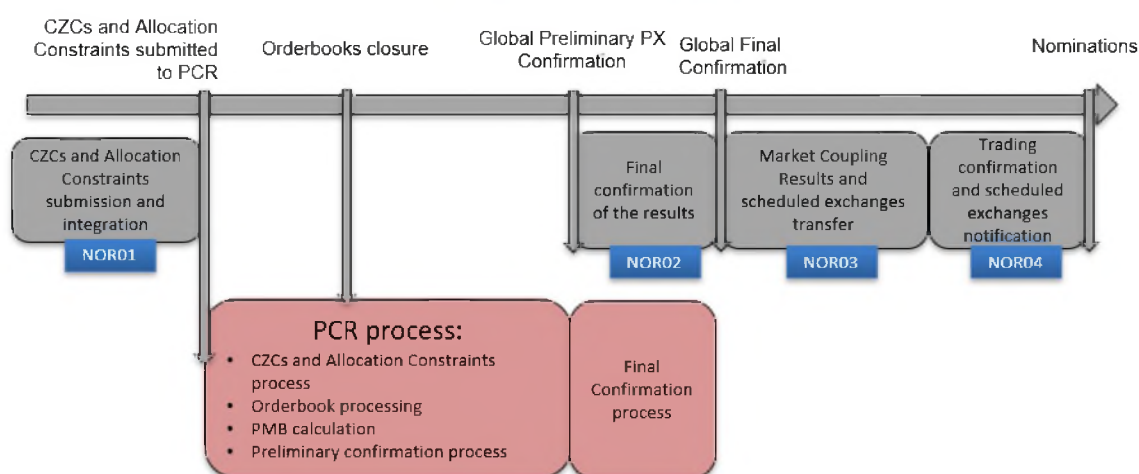 CZCs and Allocation
Constraints submitted
to PCR
Orderbooks closure
Global Preliminary PX
Confirmation
Global Final
Confirmation
Nominations
CZCs and Allocation
Constraints
submission and
integration
NOR01
Final
confirmation
of the results
NOR02
Market Coupling
Results and
scheduled exchanges
transfer
NOR03
Trading
confirmation
and scheduled
exchanges
notification
NOR04
PCR process:
• CZCs and Allocation Constraints
process
• Orderbook processing
• PMB calculation
• Preliminary confirmation process
Final
Confirmation
process